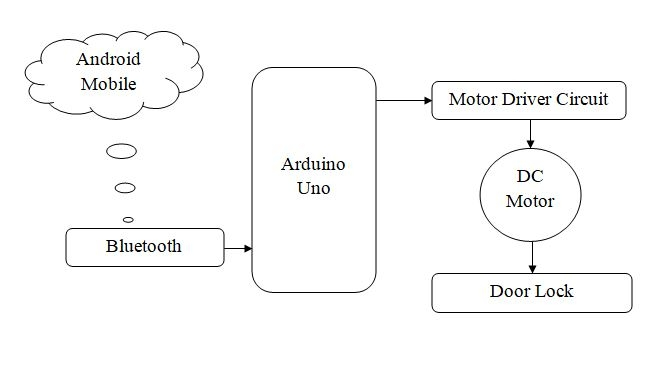 Android
Mobile
Bluetooth
Arduino
Uno
Motor Driver Circuit
DC
Motor
Door Lock